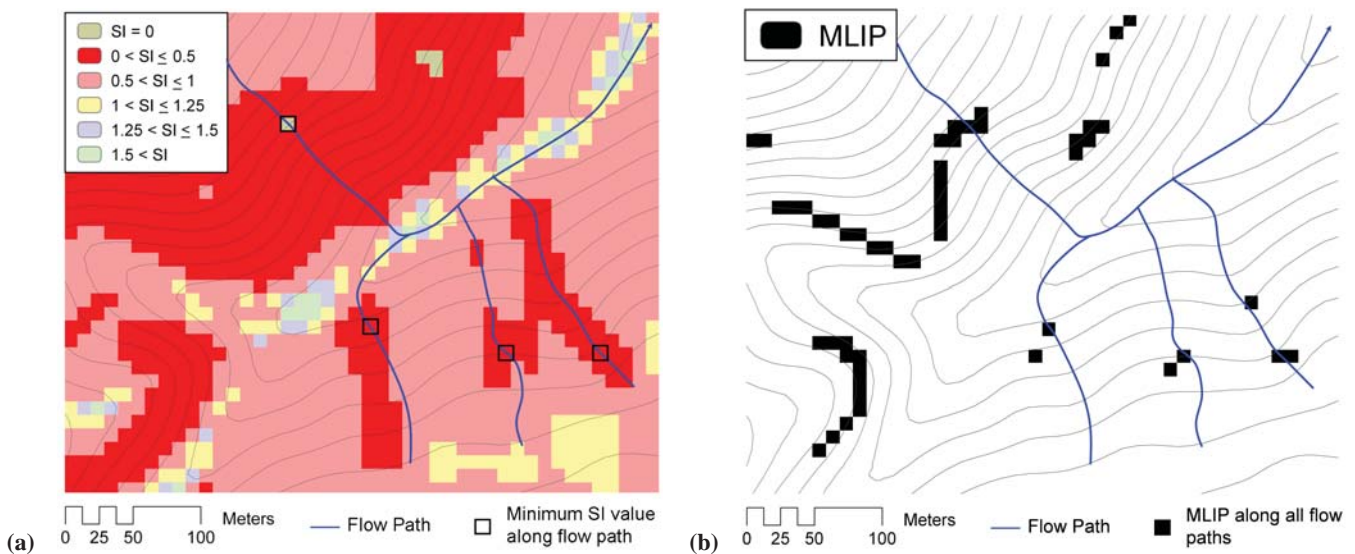 SI = 0
0 < SI ≤ 0.5
0.5 < SI ≤ 1
1 < SI ≤ 1.25
1.25 < SI ≤ 1.5
1.5 < SI
MLIP
(a)
0 25 50 100
Meters
Flow Path
Minimum SI value
along flow path
(b)
0 25 50 100
Meters
Flow Path
MLIP along all flow
paths